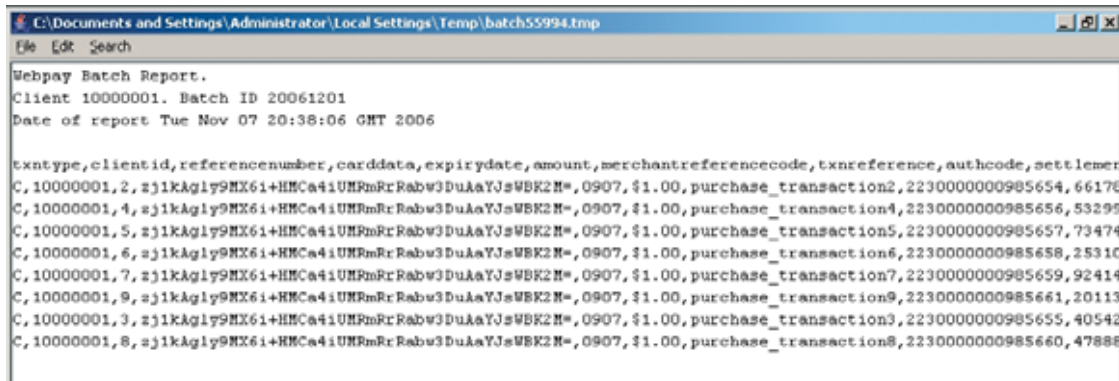 C:\Documents and Settings\Administrator\Local Settings\Temp\batch55994.tmp
File Edit Search
Webpay Batch Report.
Client 10000001. Batch ID 20061201
Date of report Tue Nov 07 20:38:06 GMT 2006
txntype,clientid,referencenumber,carddata,expirydate,amount,merchantreferencecode,txnreference,authcode,settlemer
C,10000001,2,zj1kAgly9MX6i+HMCa4iUMRmRrRabw3DuAaYJsWBK2M=,0907,$1.00,purchase_transaction2,2230000000985654,66178
C,10000001,4,zj1kAgly9MX6i+HMCa4iUMRmRrRabw3DuAaYJsWBK2M=,0907,$1.00,purchase_transaction4,2230000000985656,53299
C,10000001,5,zj1kAgly9MX6i+HMCa4iUMRmRrRabw3DuAaYJsWBK2M=,0907,$1.00,purchase_transaction5,2230000000985657,73474
C,10000001,6,zj1kAgly9MX6i+HMCa4iUMRmRrRabw3DuAaYJsWBK2M=,0907,$1.00,purchase_transaction6,2230000000985658,25310
C,10000001,7,zj1kAgly9MX6i+HMCa4iUMRmRrRabw3DuAaYJsWBK2M=,0907,$1.00,purchase_transaction7,2230000000985659,92414
C,10000001,9,zj1kAgly9MX6i+HMCa4iUMRmRrRabw3DuAaYJsWBK2M=,0907,$1.00,purchase_transaction9,2230000000985661,20113
C,10000001,3,zj1kAgly9MX6i+HMCa4iUMRmRrRabw3DuAaYJsWBK2M=,0907,$1.00,purchase_transaction3,2230000000985655,40542
C,10000001,8,zj1kAgly9MX6i+HMCa4iUMRmRrRabw3DuAaYJsWBK2M=,0907,$1.00,purchase_transaction8,2230000000985660,47888